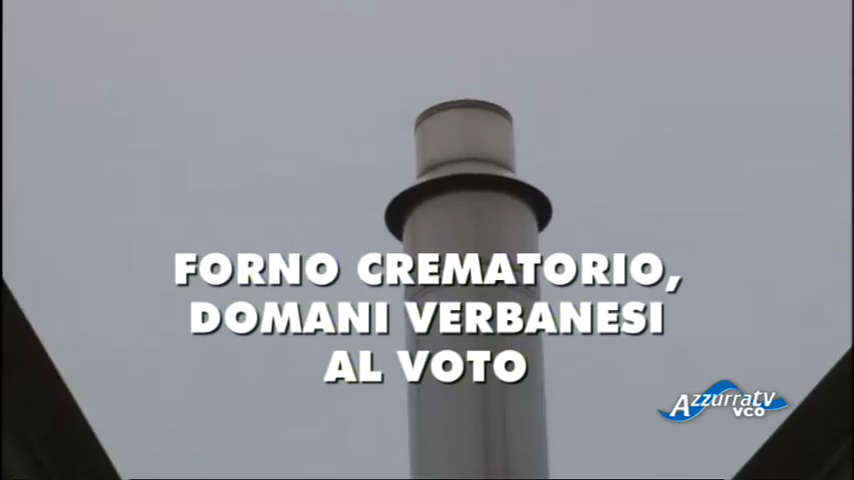 FORNO CREMATORIO,
DOMANI VERBANESI
AL VOTO
Azzurratv
VCO